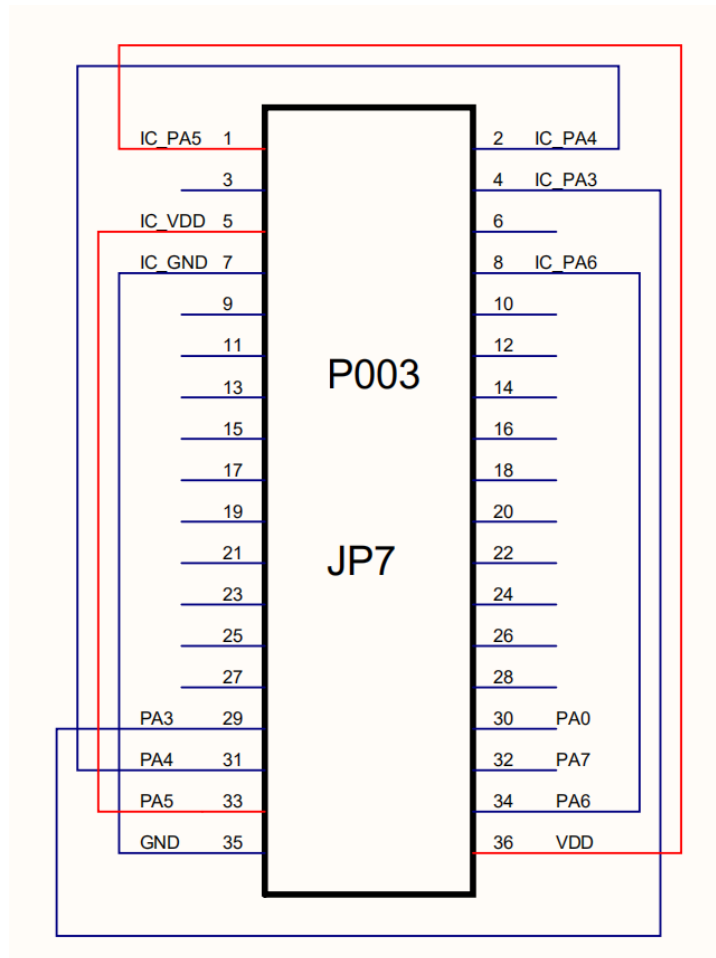 IC_PA5 1 2 IC_PA4
3 4 IC_PA3
IC_VDD 5 6
IC_GND 7 8 IC_PA6
9 10
11 12
P003
13 14
15 16
17 18
19 20
JP7
21 22
23 24
25 26
27 28
PA3 29 30 PA0
PA4 31 32 PA7
PA5 33 34 PA6
GND 35 36 VDD